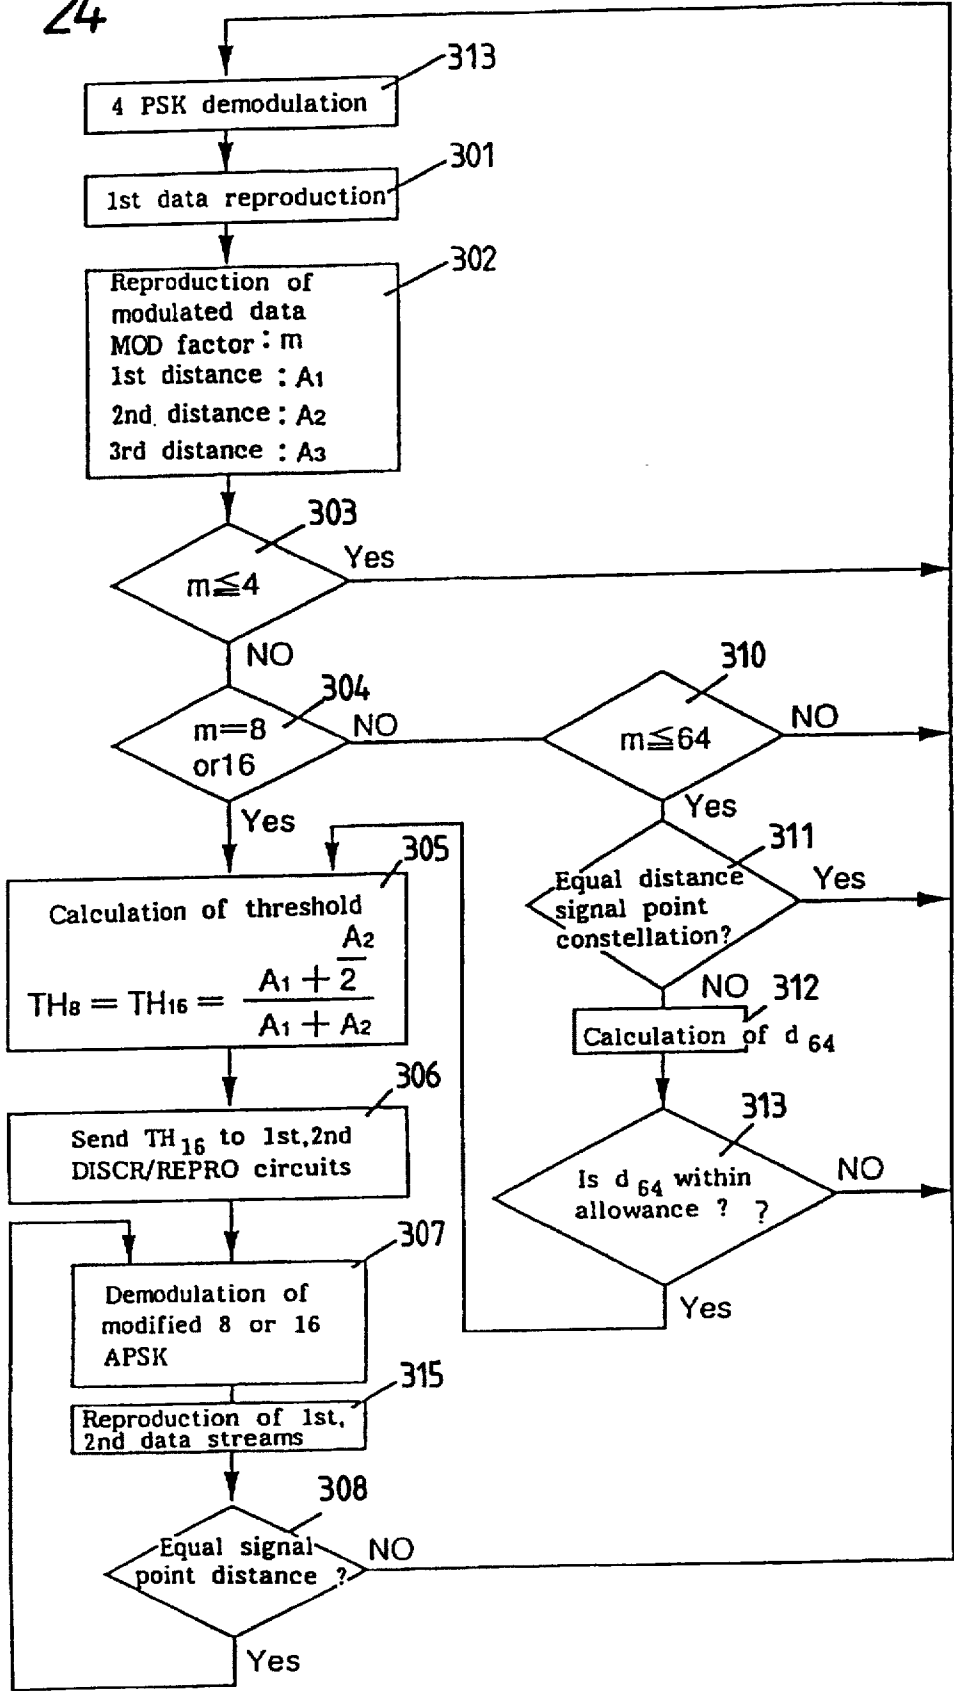 24
313
4 PSK demodulation
301
1st data reproduction
302
Reproduction of
modulated data
MOD factor : m
1st distance : A1
2nd. distance : A2
3rd distance : A3
303
m≦4
Yes
NO
304
m=8
or16
NO
Yes
310
m≦64
NO
Yes
311
Equal distance
signal point
constellation?
Yes
NO
312
Calculation of d 64
313
Is d 64 within
allowance ? ?
NO
Yes
305
Calculation of threshold
TH8 = TH16 = (A1 + A2/2) / (A1 + A2)
306
Send TH16 to 1st,2nd
DISCR/REPRO circuits
307
Demodulation of
modified 8 or 16
APSK
315
Reproduction of 1st,
2nd data streams
308
Equal signal
point distance ?
NO
Yes